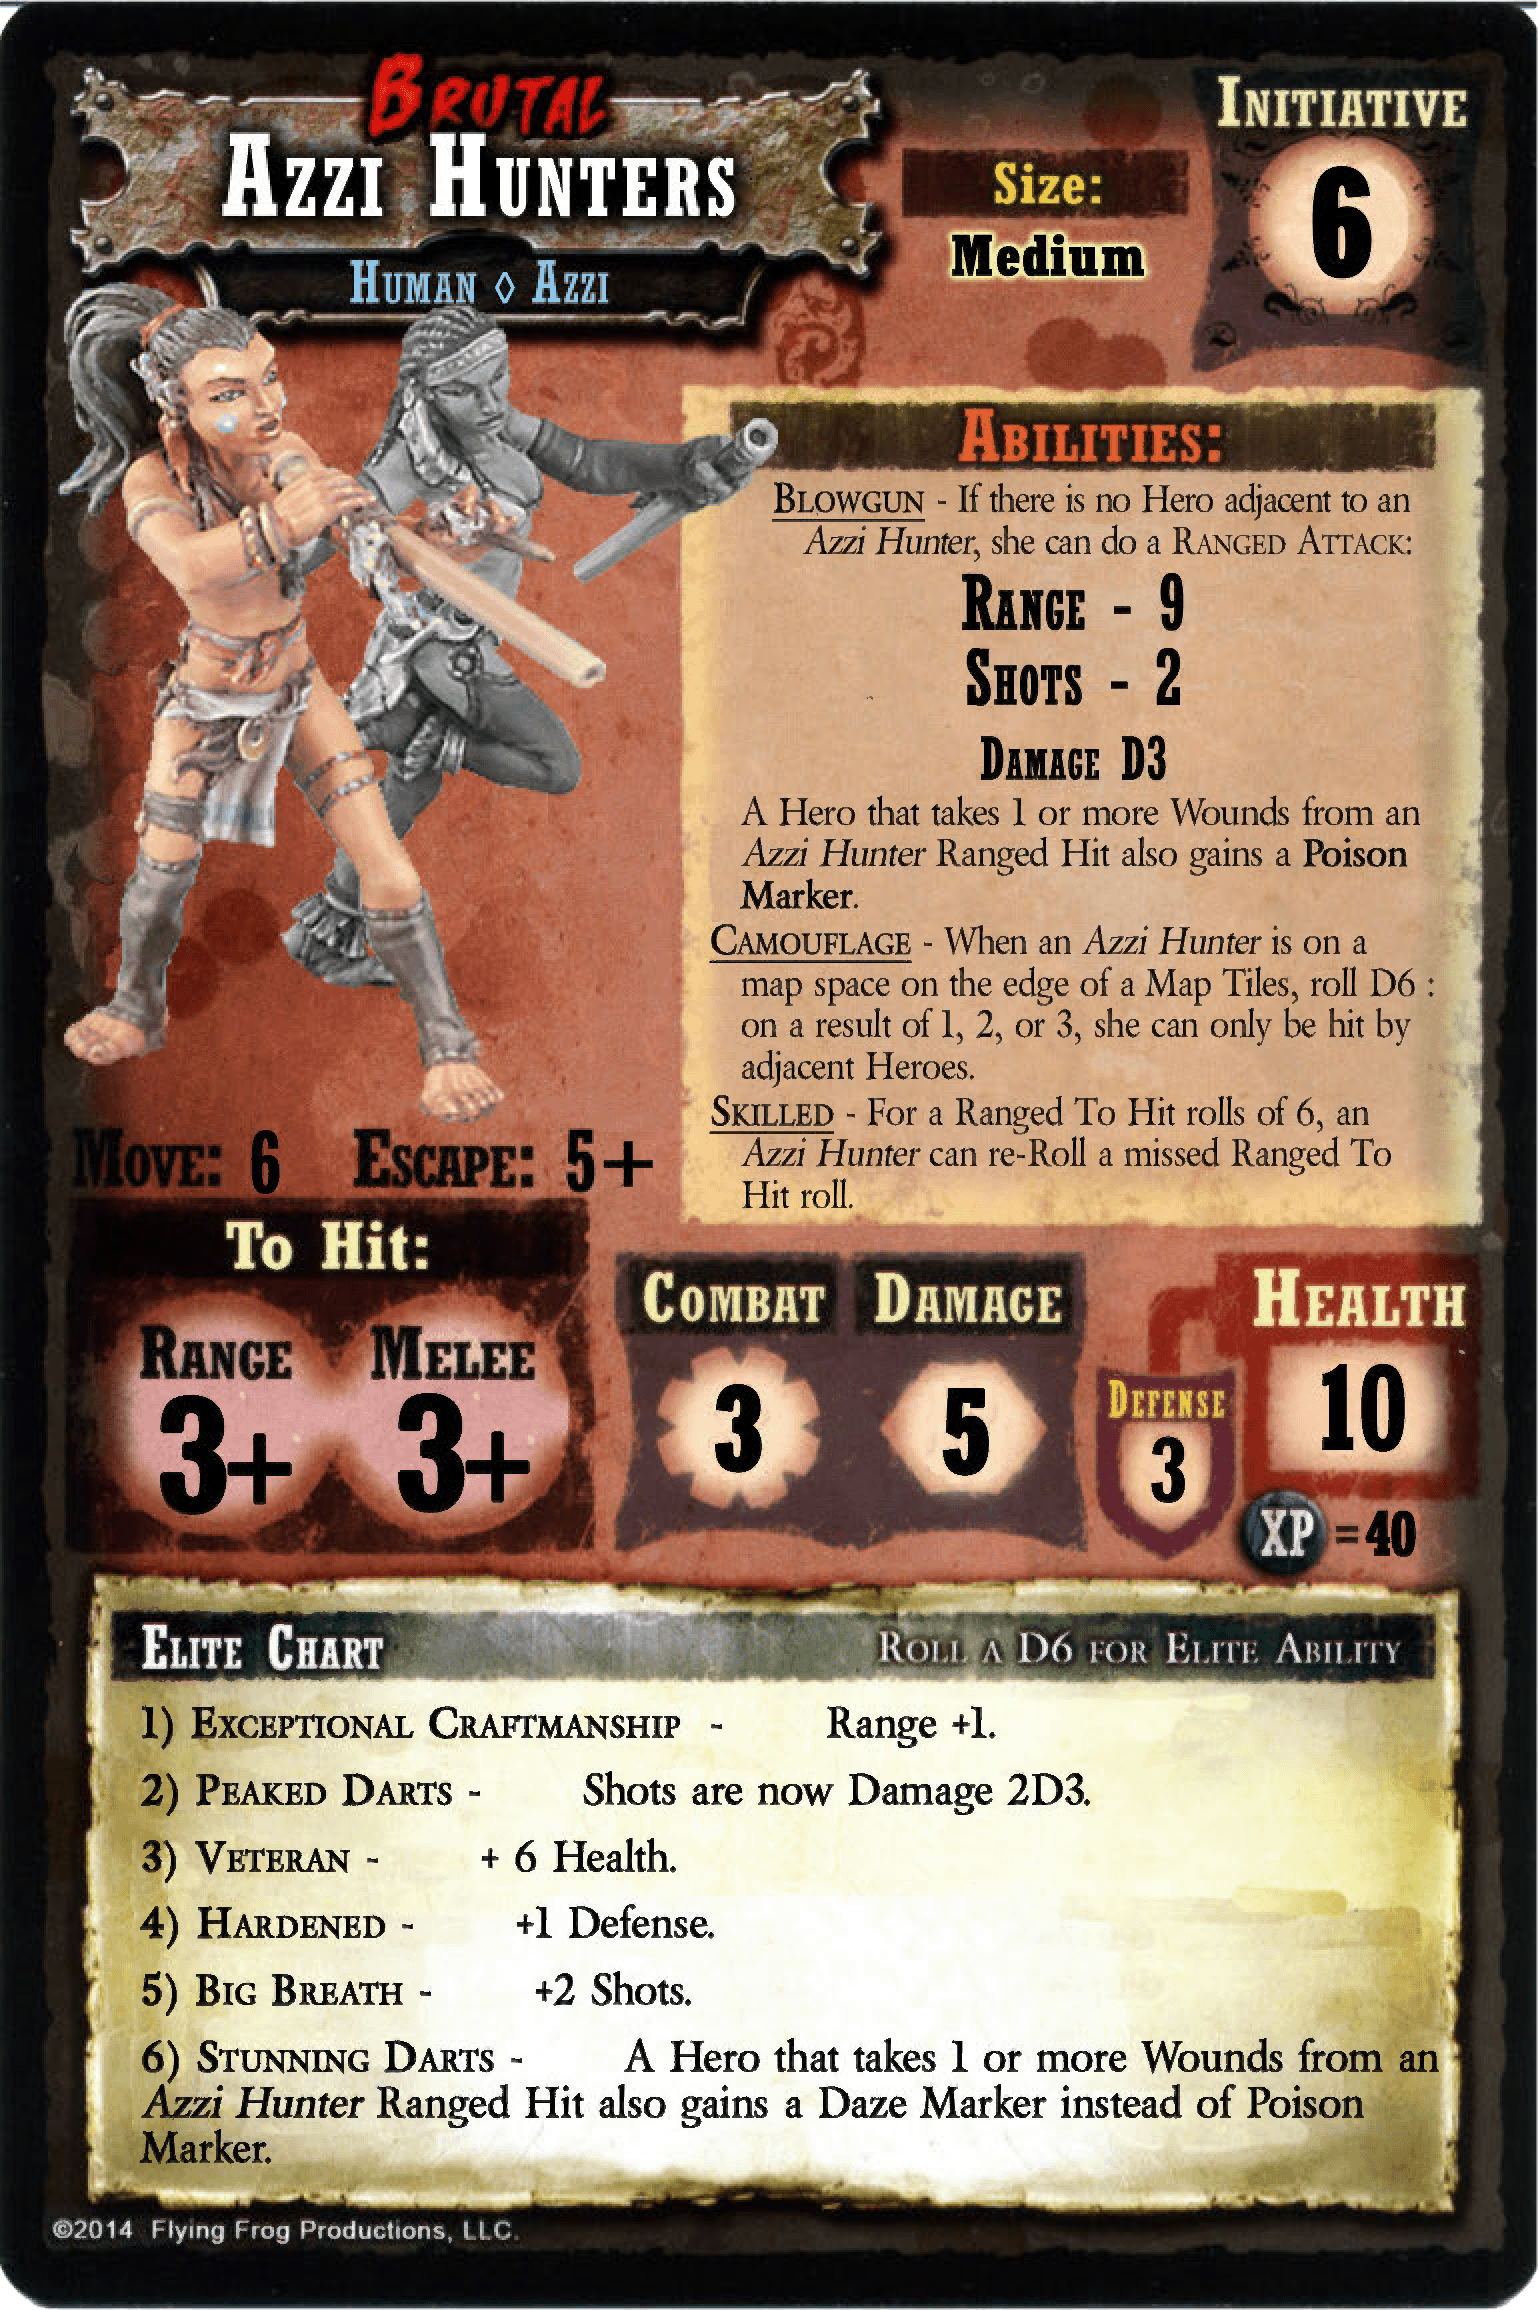 BRUTAL
AZZI HUNTERS
HUMAN ◊ AZZI
Size:
Medium
INITIATIVE
6
ABILITIES:
BLOWGUN - If there is no Hero adjacent to an
Azzi Hunter, she can do a RANGED ATTACK:
RANGE - 9
SHOTS - 2
DAMAGE D3
A Hero that takes 1 or more Wounds from an
Azzi Hunter Ranged Hit also gains a Poison
Marker.
CAMOUFLAGE - When an Azzi Hunter is on a
map space on the edge of a Map Tiles, roll D6 :
on a result of 1, 2, or 3, she can only be hit by
adjacent Heroes.
SKILLED - For a Ranged To Hit rolls of 6, an
Azzi Hunter can re-Roll a missed Ranged To
Hit roll.
MOVE: 6 ESCAPE: 5+
To Hit:
RANGE
3+
MELEE
3+
COMBAT
3
DAMAGE
5
DEFENSE
3
HEALTH
10
XP =40
ELITE CHART ROLL A D6 FOR ELITE ABILITY
1) EXCEPTIONAL CRAFTMANSHIP - Range +1.
2) PEAKED DARTS - Shots are now Damage 2D3.
3) VETERAN - + 6 Health.
4) HARDENED - +1 Defense.
5) BIG BREATH - +2 Shots.
6) STUNNING DARTS - A Hero that takes 1 or more Wounds from an
Azzi Hunter Ranged Hit also gains a Daze Marker instead of Poison
Marker.
©2014 Flying Frog Productions, LLC.